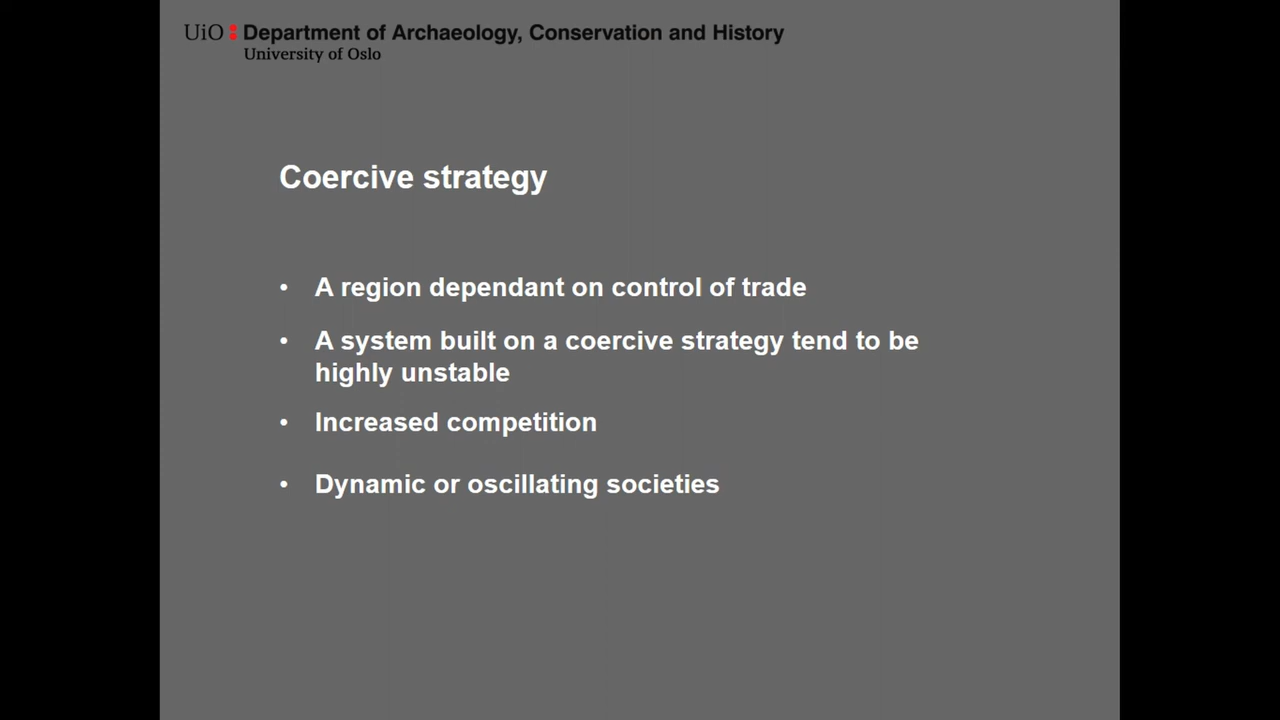 UiO: Department of Archaeology, Conservation and History
University of Oslo
Coercive strategy
• A region dependant on control of trade
• A system built on a coercive strategy tend to be
highly unstable
• Increased competition
• Dynamic or oscillating societies